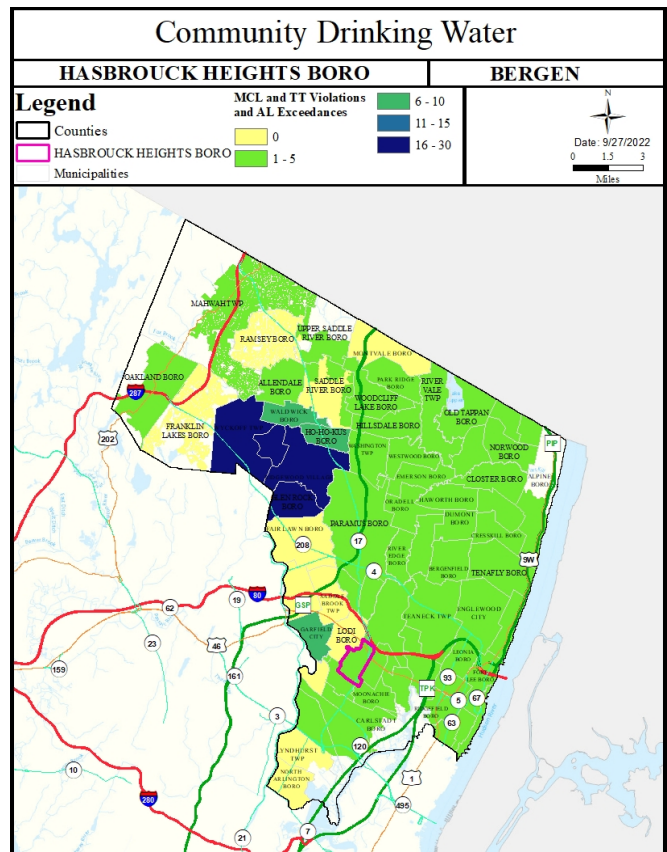 Community Drinking Water
HASBROUCK HEIGHTS BORO
BERGEN
Legend
Counties
HASBROUCK HEIGHTS BORO
Municipalities
MCL and TT Violations
and AL Exceedances
0
1 - 5
6 - 10
11 - 15
16 - 30
N
Date: 9/27/2022
0 1.5 3
Miles
MAHWAH TWP
RAMSEY BORO
UPPER SADDLE
RIVER BORO
MONTVALE BORO
OAKLAND BORO
287
ALLENDALE
BORO
SADDLE
RIVER BORO
PARK RIDGE
BORO
RIVER
VALE
TWP
WOODCLIFF
LAKE BORO
OLD TAPPAN
BORO
FRANKLIN
LAKES BORO
WALDWICK
BORO
HO-HO-KUS
BORO
HILLSDALE BORO
202
WASHINGTON
TWP
WESTWOOD BORO
NORWOOD
BORO
PIP
EMERSON BORO
CLOSTER BORO
ALPINE
BORO
GLEN ROCK
BORO
ORADELL
BORO
HAWORTH BORO
DUMONT
BORO
FAIR LAWN BORO
PARAMUS BORO
CRESSKILL BORO
208
17
4
RIVER
EDGE
BORO
BERGENFIELD
BORO
TENAFLY BORO
9W
19
80
62
GSP
BROOK
TWP
GARFIELD
CITY
LODI
BORO
TEANECK TWP
ENGLEWOOD
CITY
46
23
159
161
LEONIA
BORO
FORT
LEE BORO
93
TPK
5
67
63
MOONACHIE
BORO
RIDGEFIELD
BORO
CARLSTADT
BORO
3
120
LYNDHURST
TWP
NORTH
ARLINGTON
BORO
10
280
1
495
21
7